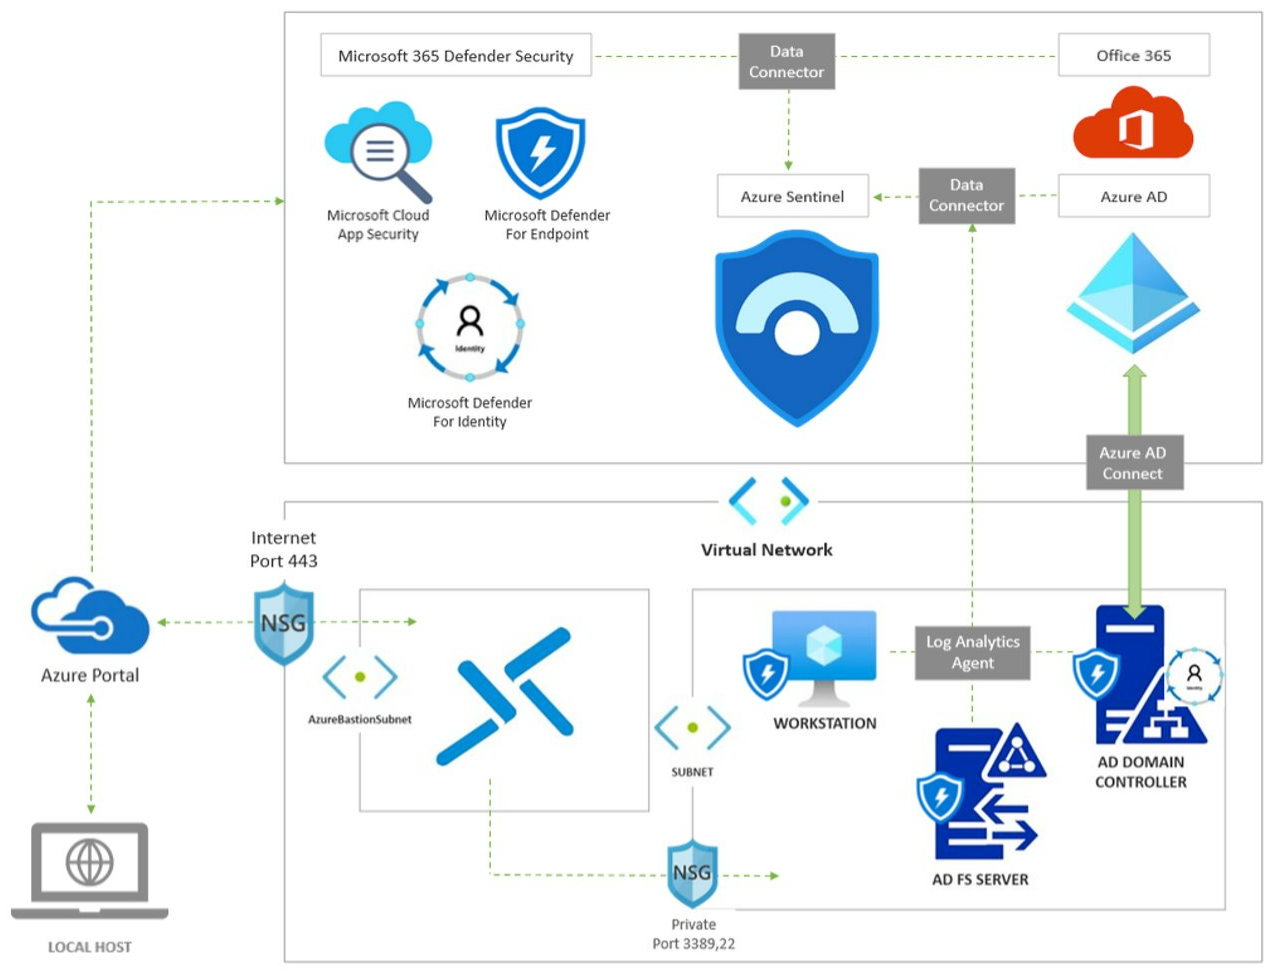 Microsoft 365 Defender Security
Data
Connector
Office 365
Azure Sentinel
Data
Connector
Azure AD
Microsoft Cloud
App Security
Microsoft Defender
For Endpoint
Identity
Microsoft Defender
For Identity
Azure AD
Connect
Virtual Network
Internet
Port 443
NSG
Azure Portal
AzureBastionSubnet
SUBNET
WORKSTATION
Log Analytics
Agent
Identity
AD DOMAIN
CONTROLLER
AD FS SERVER
NSG
Private
Port 3389,22
LOCAL HOST